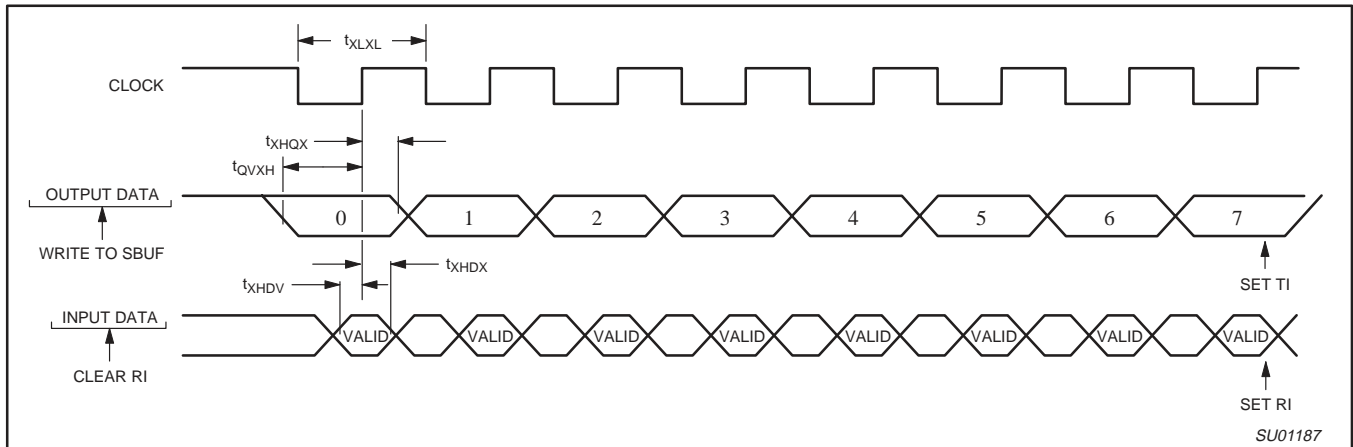 tXLXL
CLOCK
tXHQX
tQVXH
OUTPUT DATA
0 1 2 3 4 5 6 7
WRITE TO SBUF
tXHDX
tXHDV
SET TI
INPUT DATA
VALID VALID VALID VALID VALID VALID VALID VALID
CLEAR RI
SET RI
SU01187